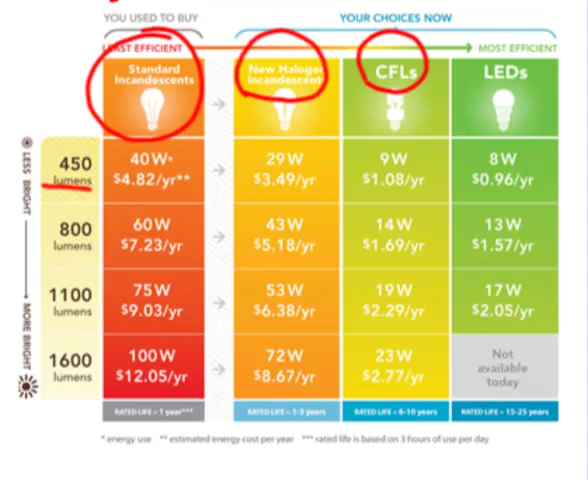 YOU USED TO BUY
YOUR CHOICES NOW
LEAST EFFICIENT
MOST EFFICIENT
Standard
Incandescents
New Halogen
Incandescents
CFLs
LEDs
LESS BRIGHT
MORE BRIGHT
450
lumens
40W*
$4.82/yr**
29W
$3.49/yr
9W
$1.08/yr
8W
$0.96/yr
800
lumens
60W
$7.23/yr
43W
$5.18/yr
14W
$1.69/yr
13W
$1.57/yr
1100
lumens
75W
$9.03/yr
53W
$6.38/yr
19W
$2.29/yr
17W
$2.05/yr
1600
lumens
100W
$12.05/yr
72W
$8.67/yr
23W
$2.77/yr
Not
available
today
RATED LIFE = 1 year***
RATED LIFE = 1-3 years
RATED LIFE = 6-10 years
RATED LIFE = 15-25 years
* energy use ** estimated energy cost per year *** rated life is based on 3 hours of use per day